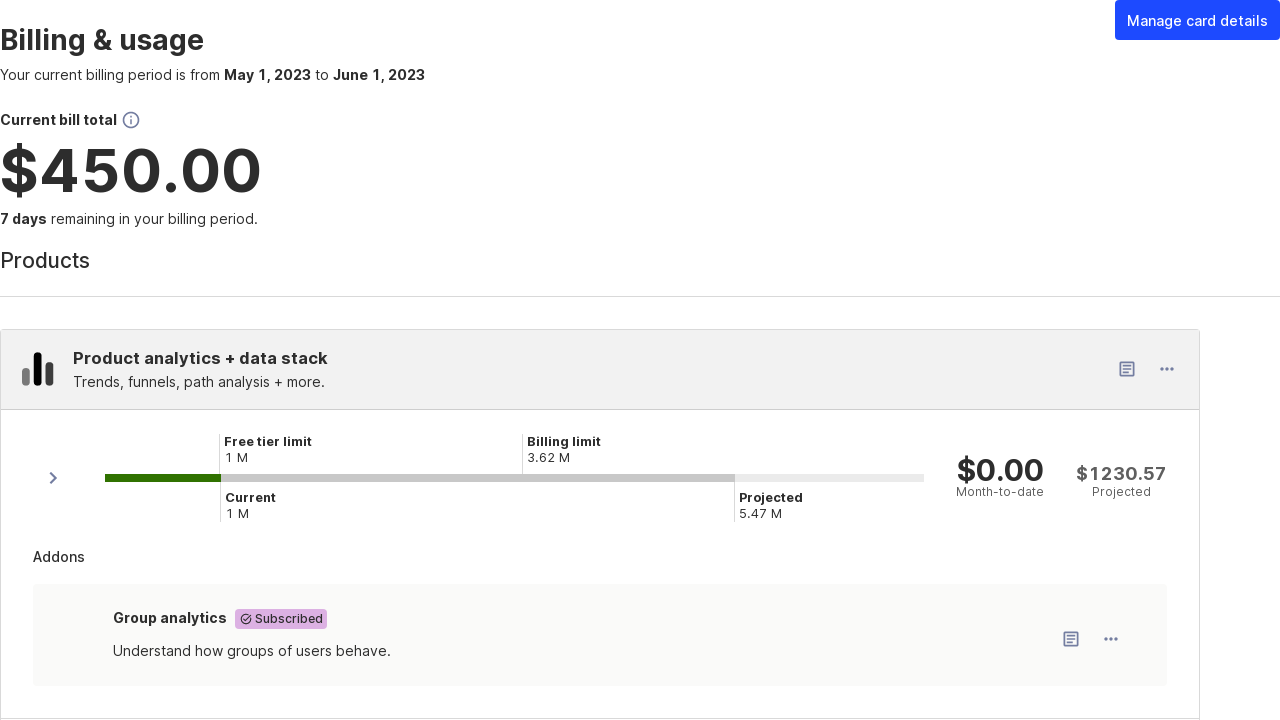 Manage card details
Billing & usage
Your current billing period is from May 1, 2023 to June 1, 2023
Current bill total
$450.00
7 days remaining in your billing period.
Products
Product analytics + data stack
Trends, funnels, path analysis + more.
Free tier limit
1 M
Billing limit
3.62 M
Current
1 M
Projected
5.47 M
$0.00
Month-to-date
$1230.57
Projected
Addons
Group analytics
Subscribed
Understand how groups of users behave.